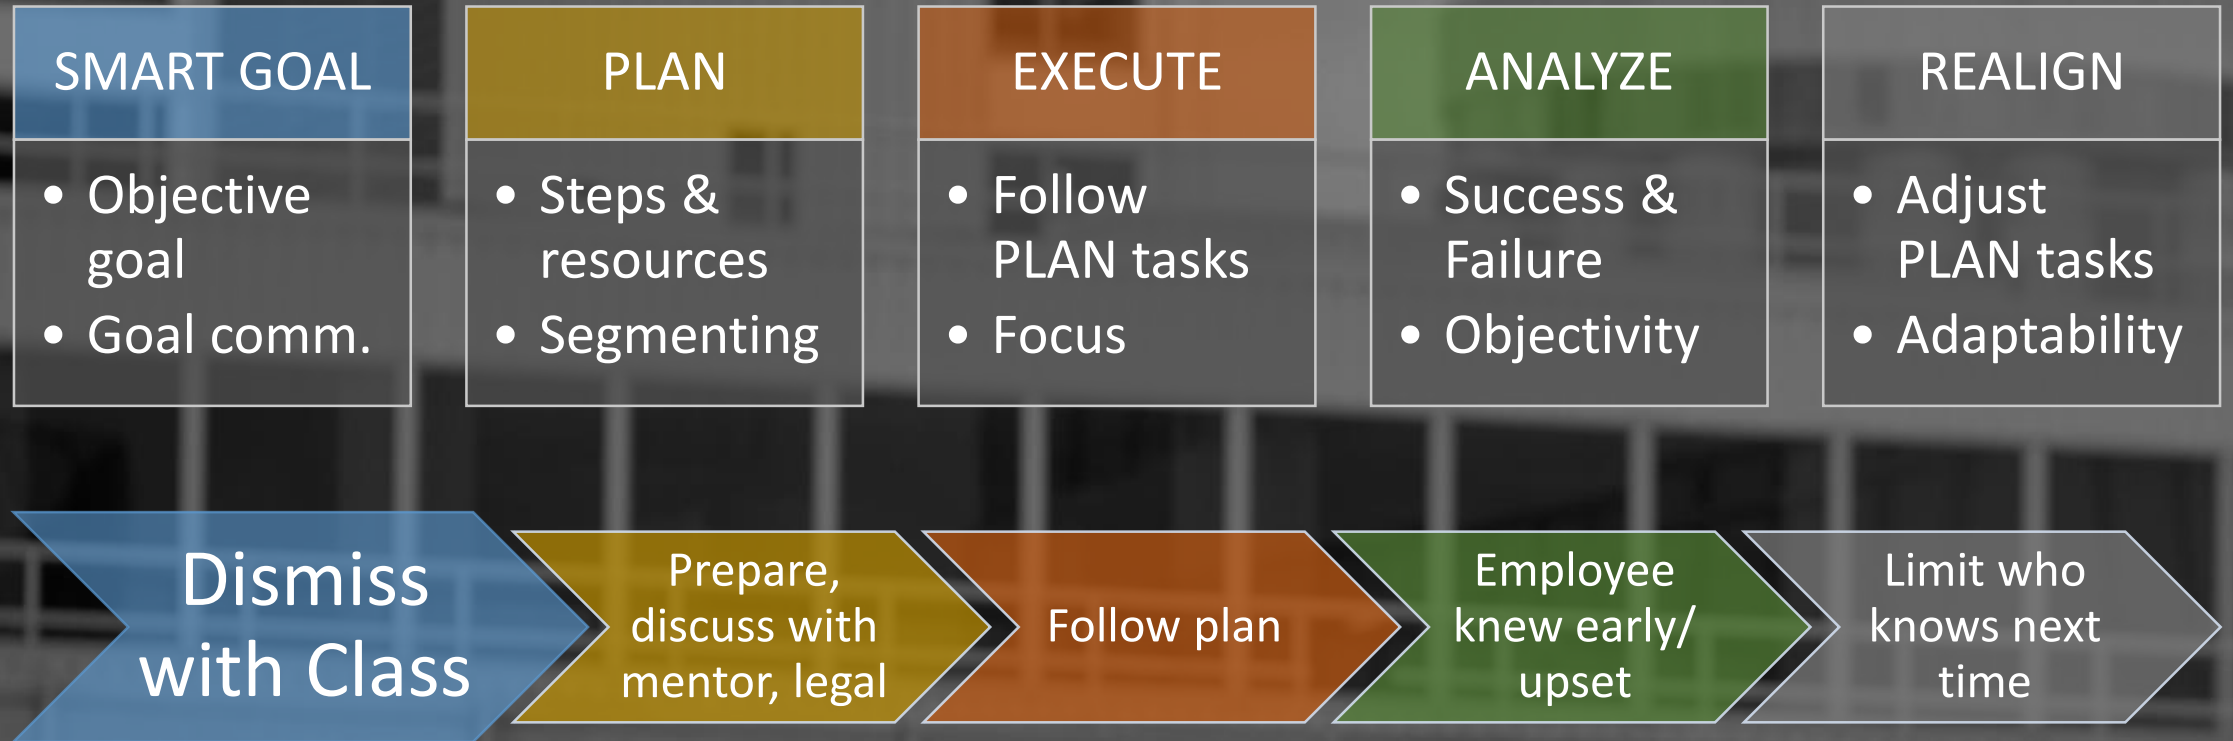 SMART GOAL
• Objective
goal
• Goal comm.
PLAN
• Steps &
resources
• Segmenting
EXECUTE
• Follow
PLAN tasks
• Focus
ANALYZE
• Success &
Failure
• Objectivity
REALIGN
• Adjust
PLAN tasks
• Adaptability
Dismiss
with Class
Prepare,
discuss with
mentor, legal
Follow plan
Employee
knew early/
upset
Limit who
knows next
time